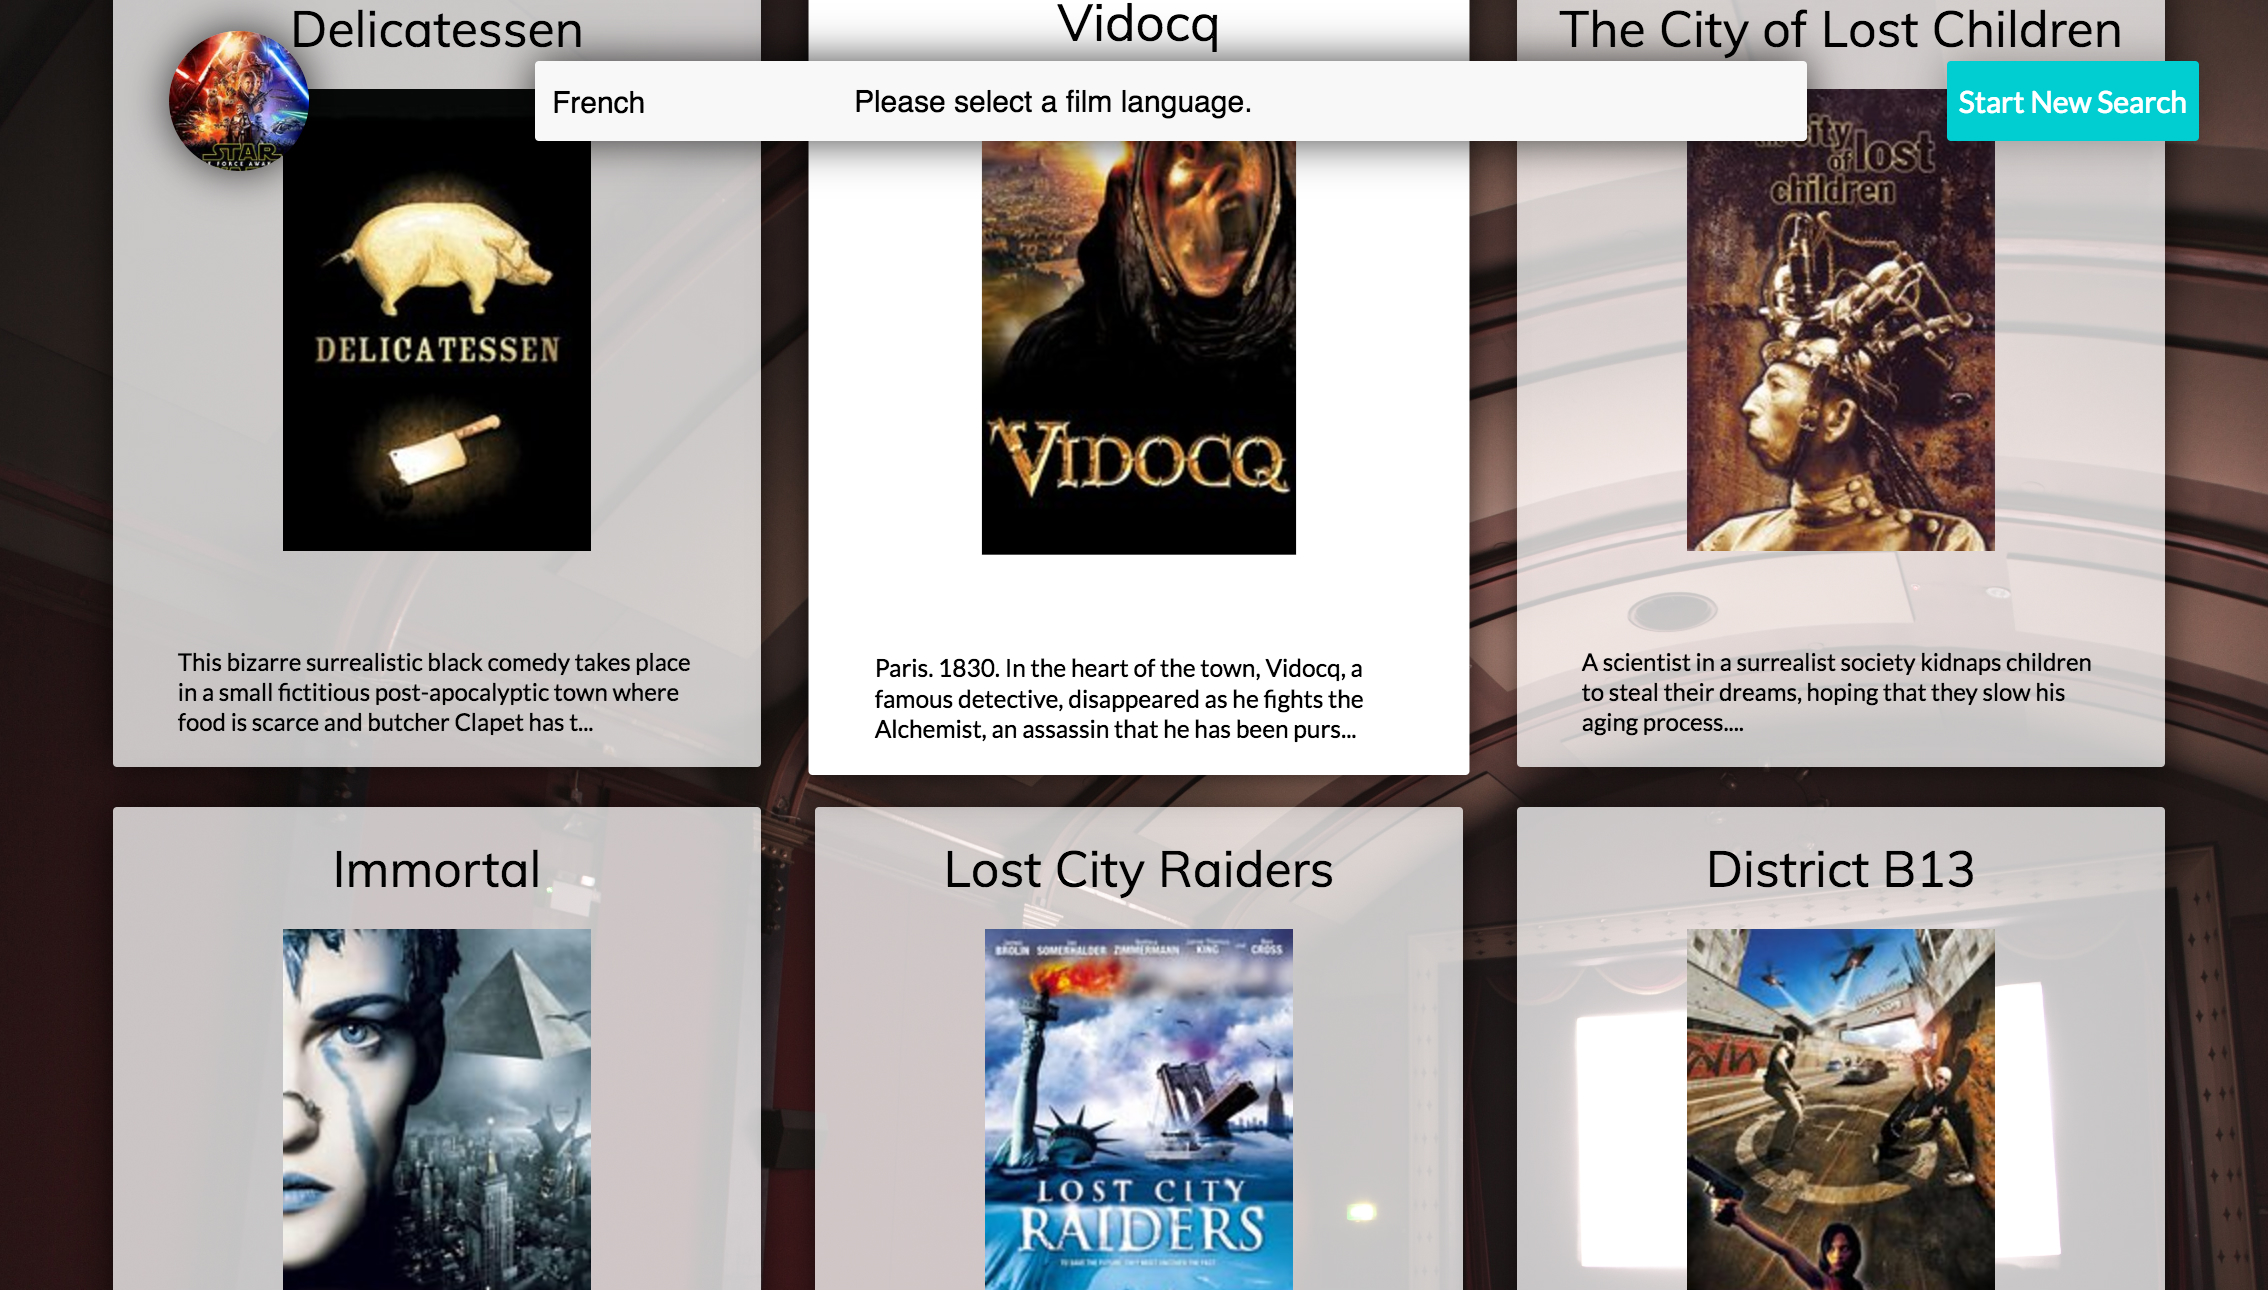 Delicatessen
Vidocq
The City of Lost Children
STAR
French
Please select a film language.
Start New Search
city
of lost
children
DELICATESSEN
VIDOCQ
This bizarre surrealistic black comedy takes place
in a small fictitious post-apocalyptic town where
food is scarce and butcher Clapet has t...
Paris. 1830. In the heart of the town, Vidocq, a
famous detective, disappeared as he fights the
Alchemist, an assassin that he has been purs...
A scientist in a surrealist society kidnaps children
to steal their dreams, hoping that they slow his
aging process....
Immortal
Lost City Raiders
District B13
BROLIN SOMERHALDER ZIMMERMANN KING CROSS
LOST CITY
RAIDERS